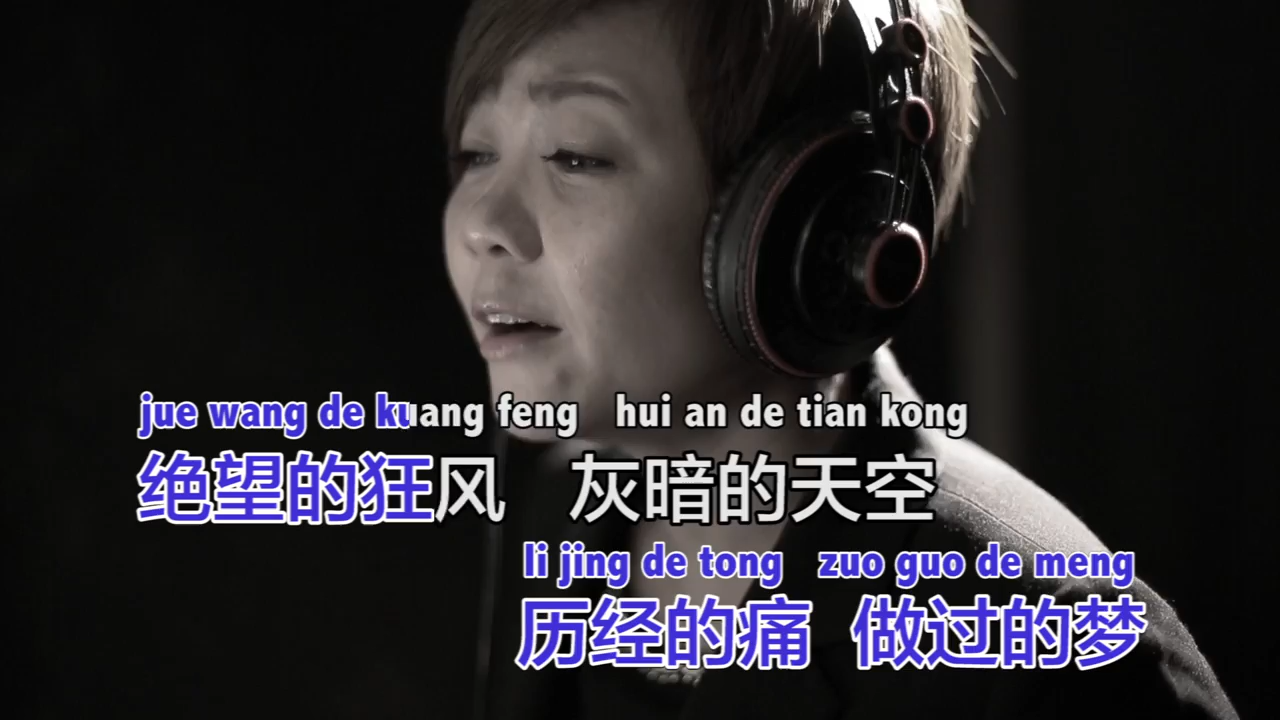 jue wang de kuang feng hui an de tian kong
绝望的狂风 灰暗的天空
li jing de tong zuo guo de meng
历经的痛 做过的梦